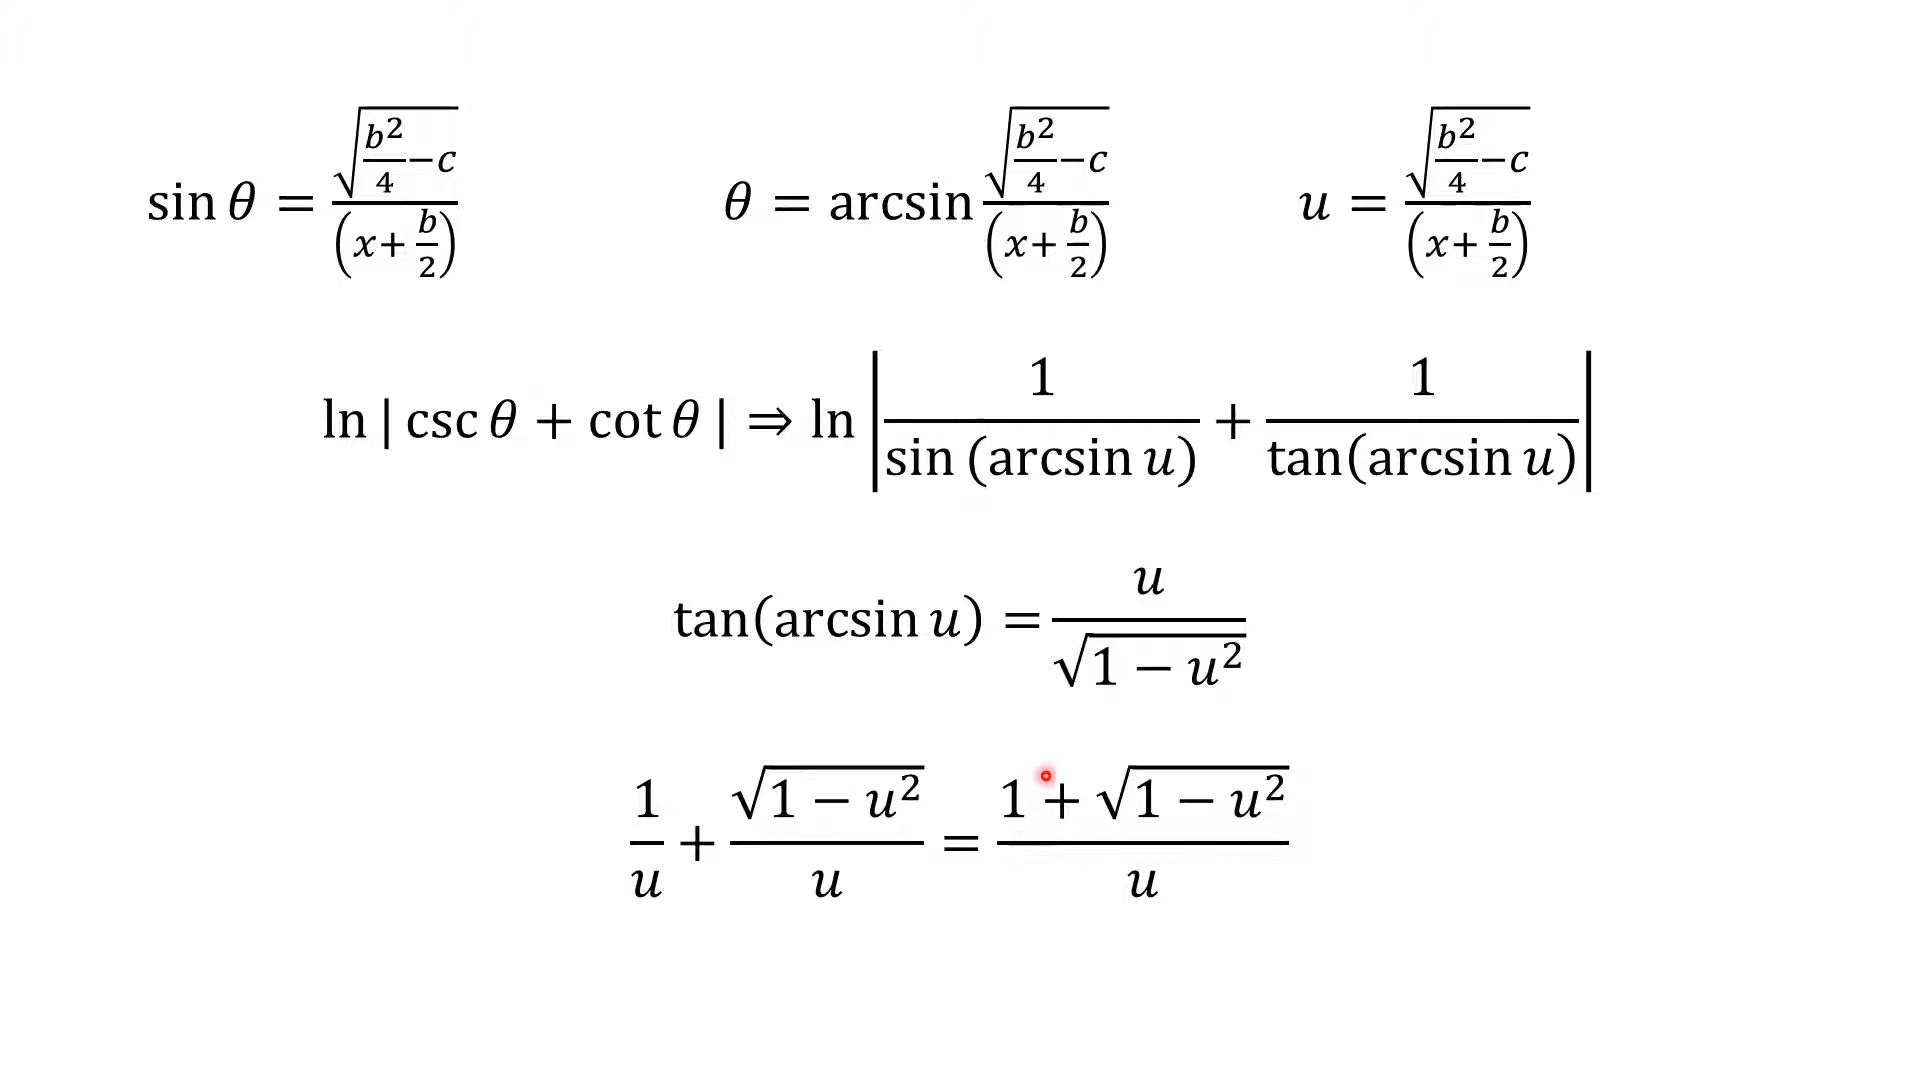 sin θ = √(b²/4 − c) / (x + b/2)    θ = arcsin √(b²/4 − c) / (x + b/2)    u = √(b²/4 − c) / (x + b/2)
ln | csc θ + cot θ | ⇒ ln | 1 / sin (arcsin u) + 1 / tan(arcsin u) |
tan(arcsin u) = u / √(1 − u²)
1/u + √(1 − u²) / u = (1 + √(1 − u²)) / u